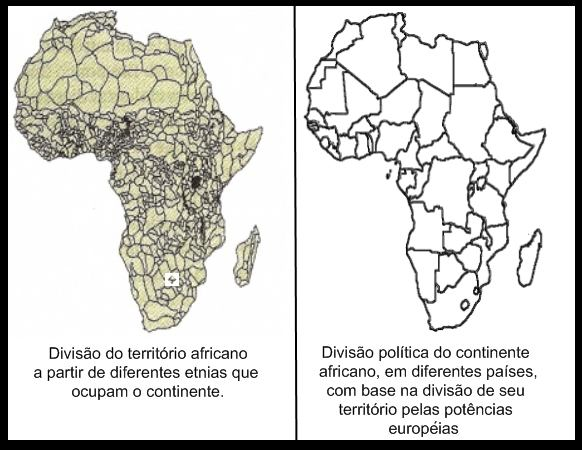 Divisão do território africano
a partir de diferentes etnias que
ocupam o continente.
Divisão política do continente
africano, em diferentes países,
com base na divisão de seu
território pelas potências
européias